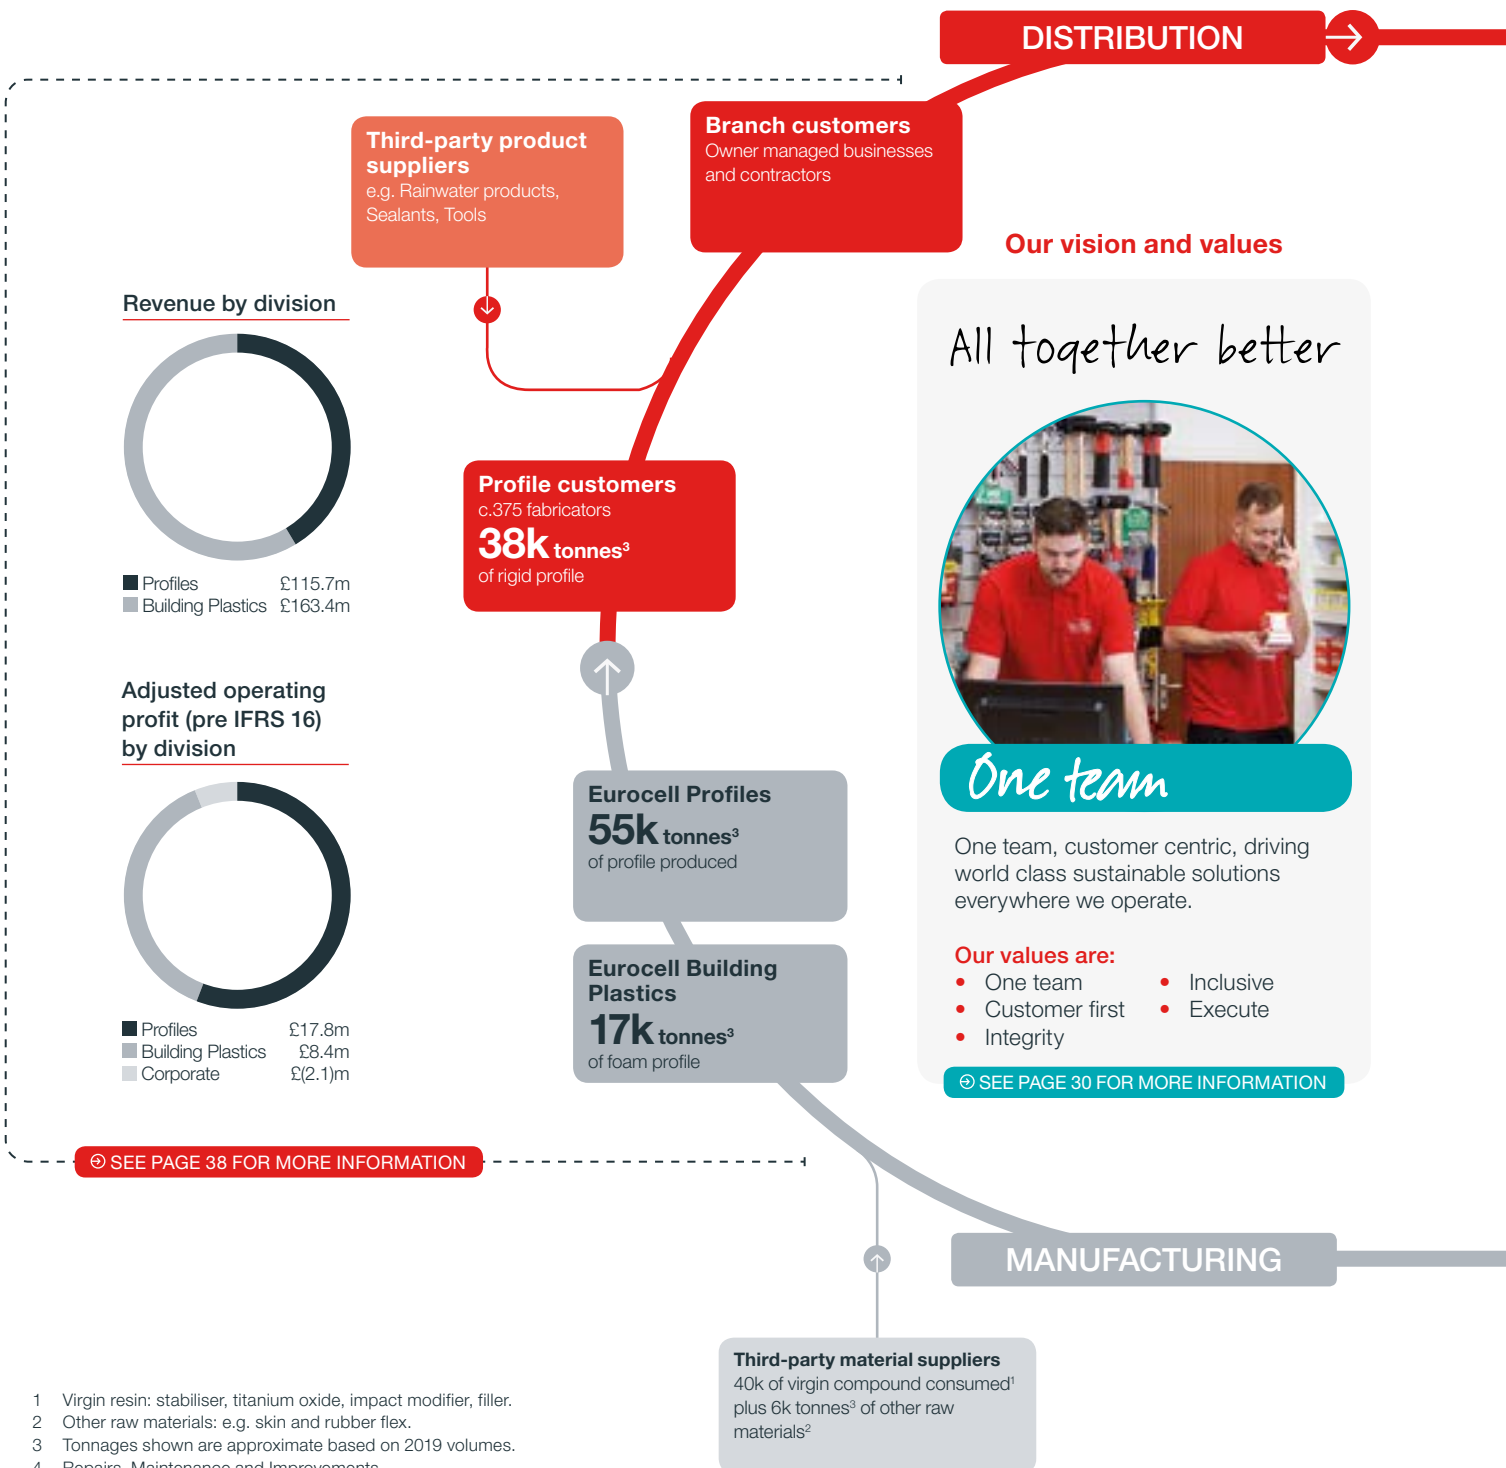 DISTRIBUTION
Third-party product
suppliers
e.g. Rainwater products,
Sealants, Tools
Branch customers
Owner managed businesses
and contractors
Our vision and values
All together better
Revenue by division
Profiles £115.7m
Building Plastics £163.4m
Profile customers
c.375 fabricators
38k tonnes³
of rigid profile
Adjusted operating
profit (pre IFRS 16)
by division
Profiles £17.8m
Building Plastics £8.4m
Corporate £(2.1)m
Eurocell Profiles
55k tonnes³
of profile produced
Eurocell Building
Plastics
17k tonnes³
of foam profile
One team
One team, customer centric, driving
world class sustainable solutions
everywhere we operate.
Our values are:
• One team
• Customer first
• Integrity
• Inclusive
• Execute
SEE PAGE 30 FOR MORE INFORMATION
SEE PAGE 38 FOR MORE INFORMATION
MANUFACTURING
Third-party material suppliers
40k of virgin compound consumed¹
plus 6k tonnes³ of other raw
materials²
1 Virgin resin: stabiliser, titanium oxide, impact modifier, filler.
2 Other raw materials: e.g. skin and rubber flex.
3 Tonnages shown are approximate based on 2019 volumes.
4 Repairs, Maintenance and Improvements